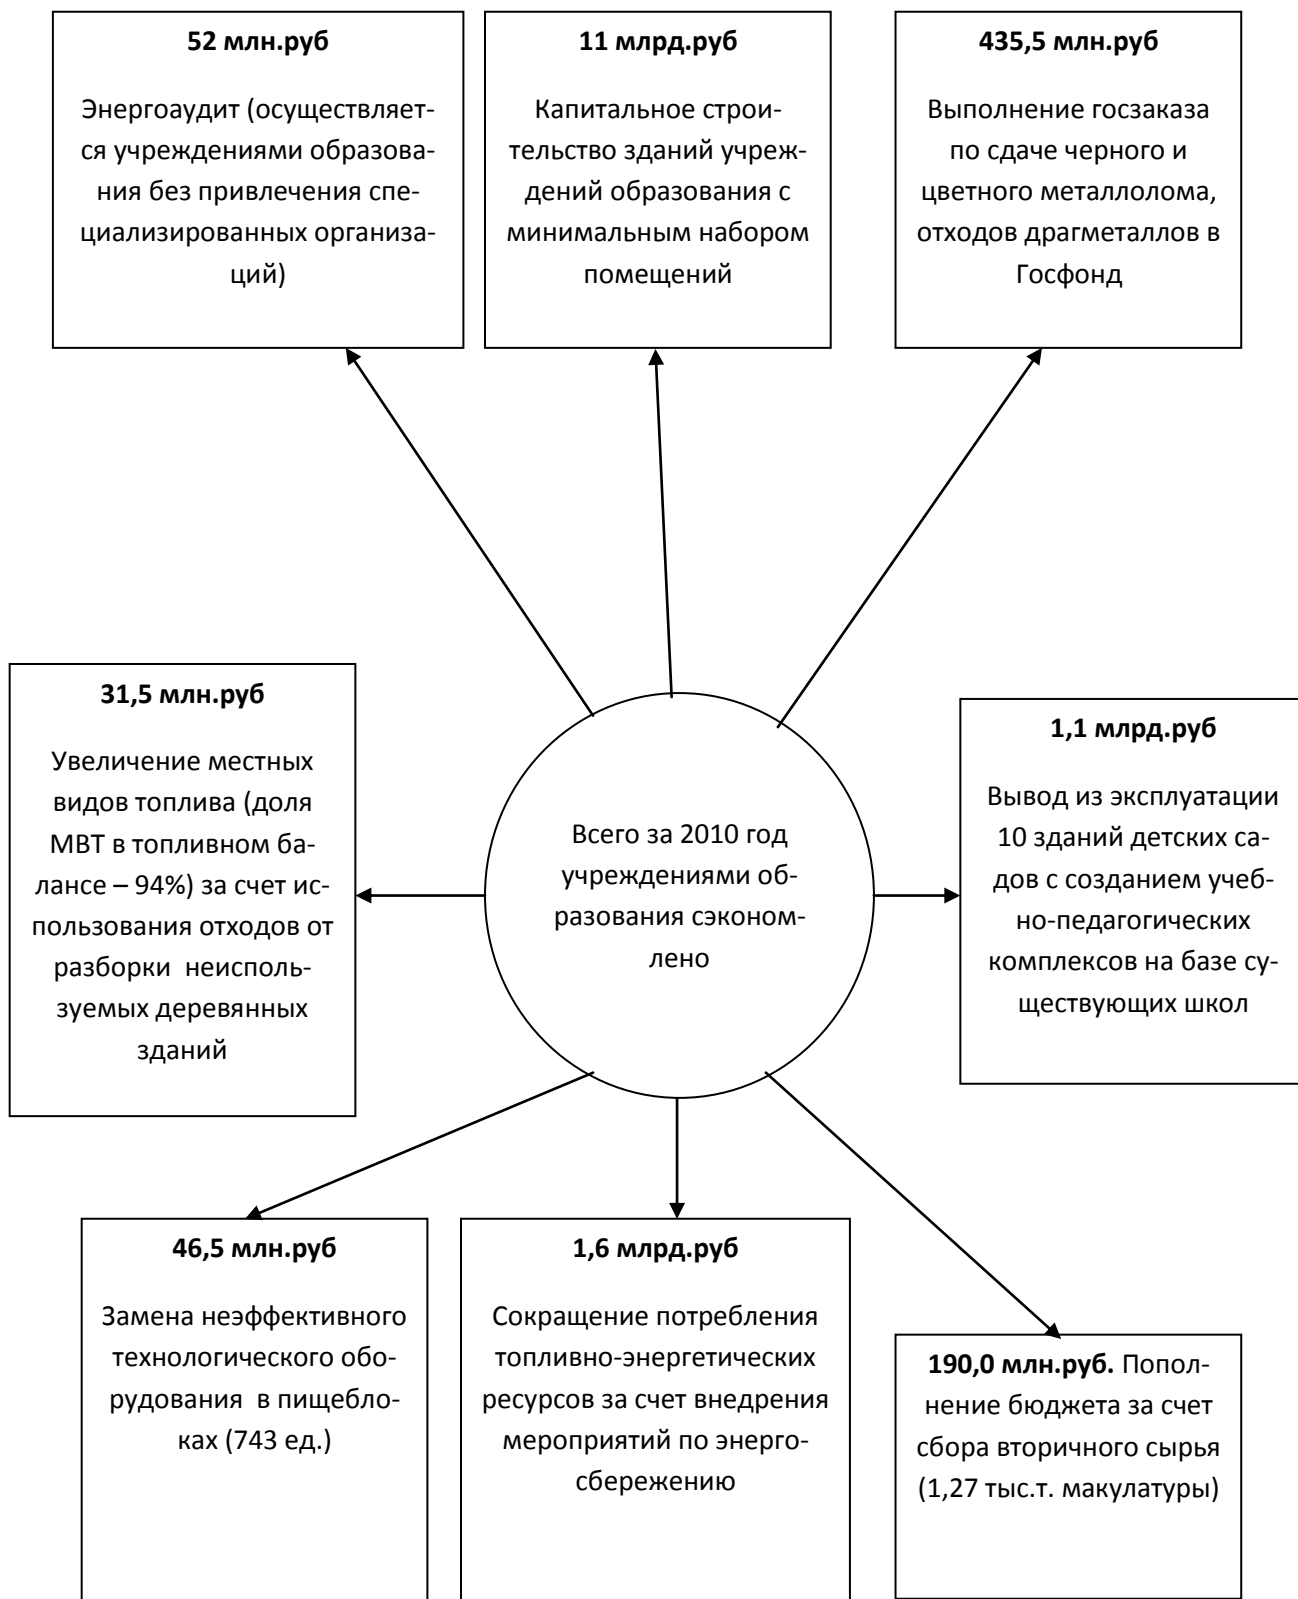 52 млн.руб
Энергоаудит (осуществляет-
ся учреждениями образова-
ния без привлечения спе-
циализированных организа-
ций)
11 млрд.руб
Капитальное строи-
тельство зданий учреж-
дений образования с
минимальным набором
помещений
435,5 млн.руб
Выполнение госзаказа
по сдаче черного и
цветного металлолома,
отходов драгметаллов в
Госфонд
31,5 млн.руб
Увеличение местных
видов топлива (доля
МВТ в топливном ба-
лансе – 94%) за счет ис-
пользования отходов от
разборки  неисполь-
зуемых деревянных
зданий
Всего за 2010 год
учреждениями об-
разования сэконом-
лено
1,1 млрд.руб
Вывод из эксплуатации
10 зданий детских са-
дов с созданием учеб-
но-педагогических
комплексов на базе су-
ществующих школ
46,5 млн.руб
Замена неэффективного
технологического обо-
рудования  в пищебло-
ках (743 ед.)
1,6 млрд.руб
Сокращение потребления
топливно-энергетических
ресурсов за счет внедрения
мероприятий по энерго-
сбережению
190,0 млн.руб. Попол-
нение бюджета за счет
сбора вторичного сырья
(1,27 тыс.т. макулатуры)